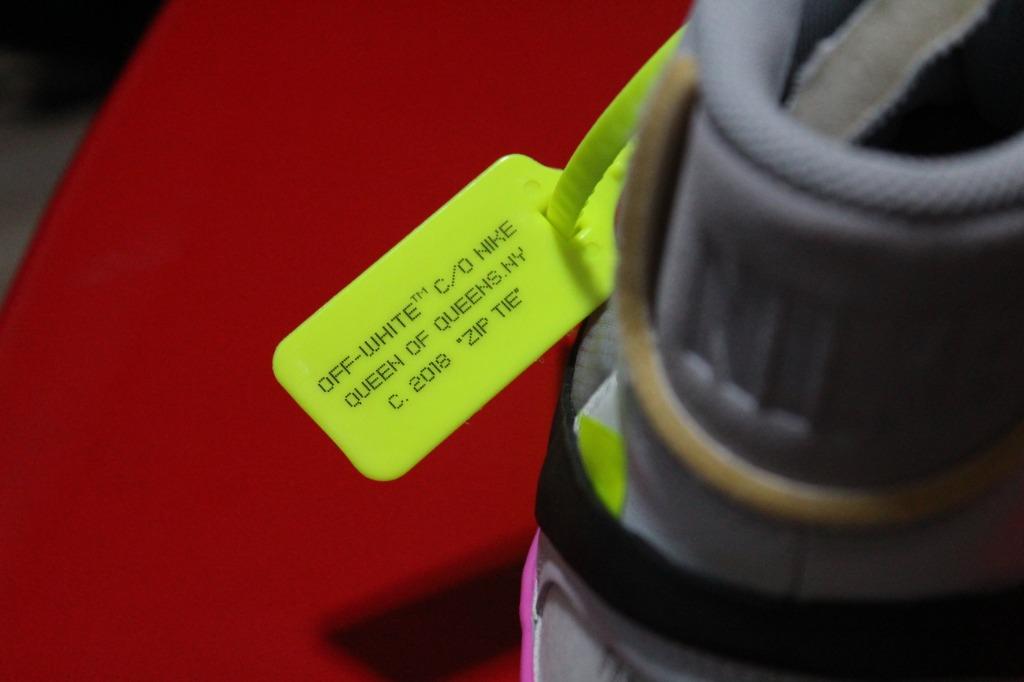 OFF-WHITE™ C/O NIKE
QUEEN OF QUEENS.NY
C. 2018 "ZIP TIE"